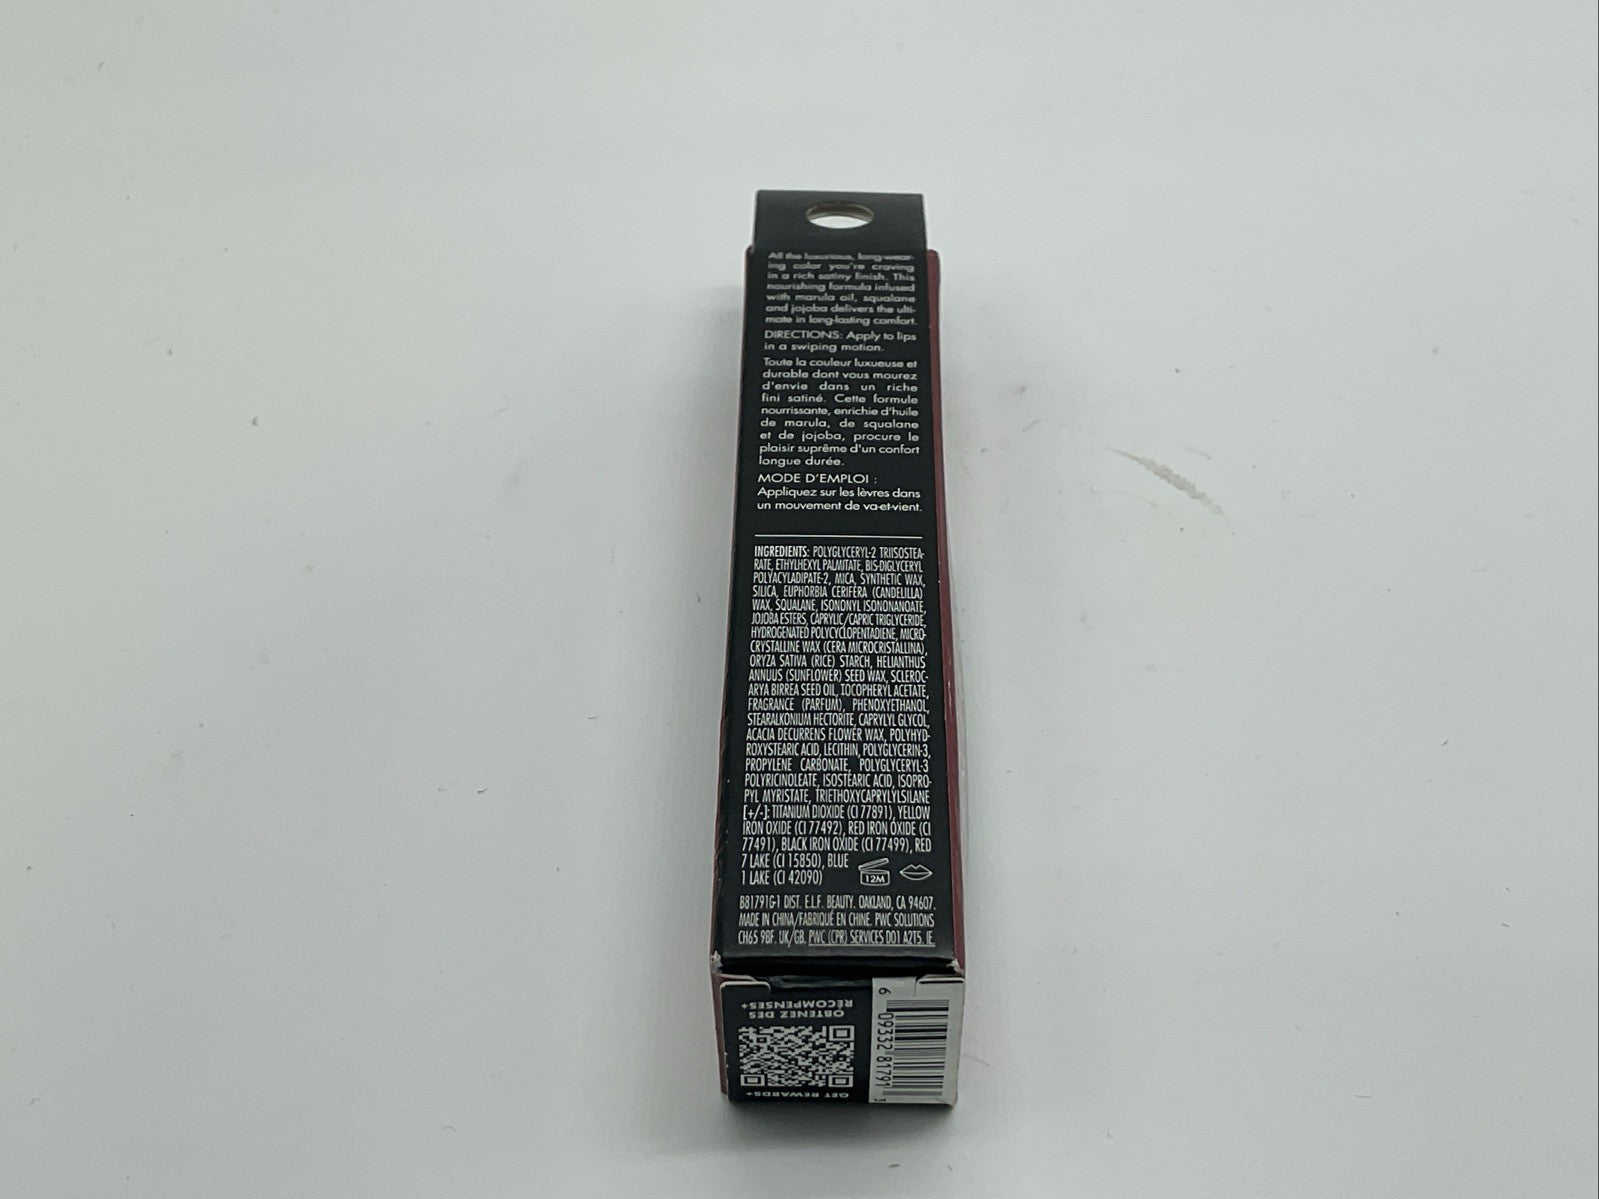 All the luxurious, long-wear-
ing color you're craving
in a rich satiny finish. This
nourishing formula infused
with marula oil, squalane
and jojoba delivers the ulti-
mate in long-lasting comfort.
DIRECTIONS: Apply to lips
in a swiping motion.
Toute la couleur luxueuse et
durable dont vous mourez
d'envie dans un riche
fini satiné. Cette formule
nourrissante, enrichie d'huile
de marula, de squalane
et de jojoba, procure le
plaisir suprême d'un confort
longue durée.
MODE D'EMPLOI :
Appliquez sur les lèvres dans
un mouvement de va-et-vient.
INGREDIENTS: POLYGLYCERYL-2 TRIISOSTEA-
RATE, ETHYLHEXYL PALMITATE, BIS-DIGLYCERYL
POLYACYLADIPATE-2, MICA, SYNTHETIC WAX,
SILICA, EUPHORBIA CERIFERA (CANDELILLA)
WAX, SQUALANE, ISONONYL ISONONANOATE,
JOJOBA ESTERS, CAPRYLIC/CAPRIC TRIGLYCERIDE,
HYDROGENATED POLYCYCLOPENTADIENE, MICRO-
CRYSTALLINE WAX (CERA MICROCRISTALLINA),
ORYZA SATIVA (RICE) STARCH, HELIANTHUS
ANNUUS (SUNFLOWER) SEED WAX, SCLEROC-
ARYA BIRREA SEED OIL, TOCOPHERYL ACETATE,
FRAGRANCE (PARFUM), PHENOXYETHANOL,
STEARALKONIUM HECTORITE, CAPRYLYL GLYCOL,
ACACIA DECURRENS FLOWER WAX, POLYHYD-
ROXYSTEARIC ACID, LECITHIN, POLYGLYCERIN-3,
PROPYLENE CARBONATE, POLYGLYCERYL-3
POLYRICINOLEATE, ISOSTEARIC ACID, ISOPRO-
PYL MYRISTATE, TRIETHOXYCAPRYLYLSILANE
[+/-]: TITANIUM DIOXIDE (CI 77891), YELLOW
IRON OXIDE (CI 77492), RED IRON OXIDE (CI
77491), BLACK IRON OXIDE (CI 77499), RED
7 LAKE (CI 15850), BLUE
1 LAKE (CI 42090)
12M
B81791G-1 DIST. E.L.F. BEAUTY. OAKLAND, CA 94607.
MADE IN CHINA/FABRIQUÉ EN CHINE. PWC SOLUTIONS
CH65 9BF. UK/GB. PWC (CPR) SERVICES D01 A2T5. IE.
OBTENEZ DES
RÉCOMPENSES+
GET REWARDS+
6 09332 81791 3